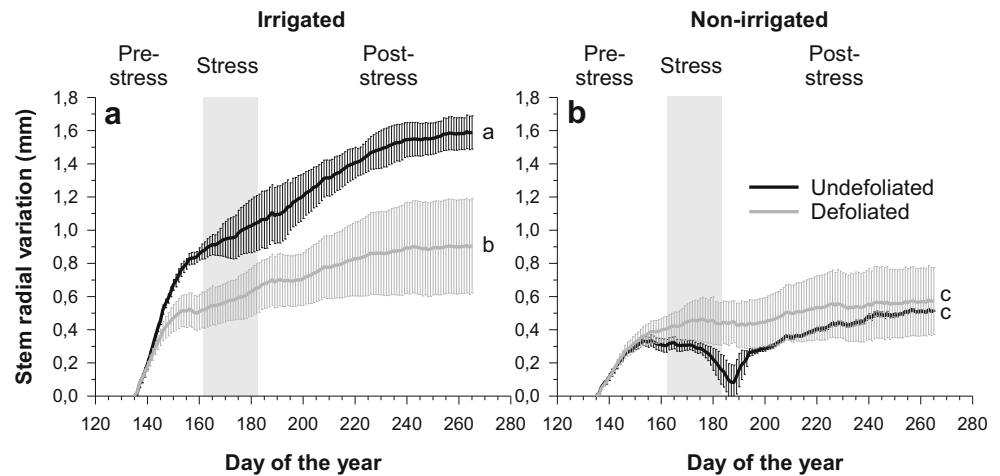 Irrigated
Non-irrigated
Pre-
stress
Stress
Post-
stress
Pre-
stress
Stress
Post-
stress
Stem radial variation (mm)
1,8
1,6
1,4
1,2
1,0
0,8
0,6
0,4
0,2
0,0
a
a
b
120 140 160 180 200 220 240 260 280
Day of the year
1,8
1,6
1,4
1,2
1,0
0,8
0,6
0,4
0,2
0,0
b
Undefoliated
Defoliated
c
c
120 140 160 180 200 220 240 260 280
Day of the year